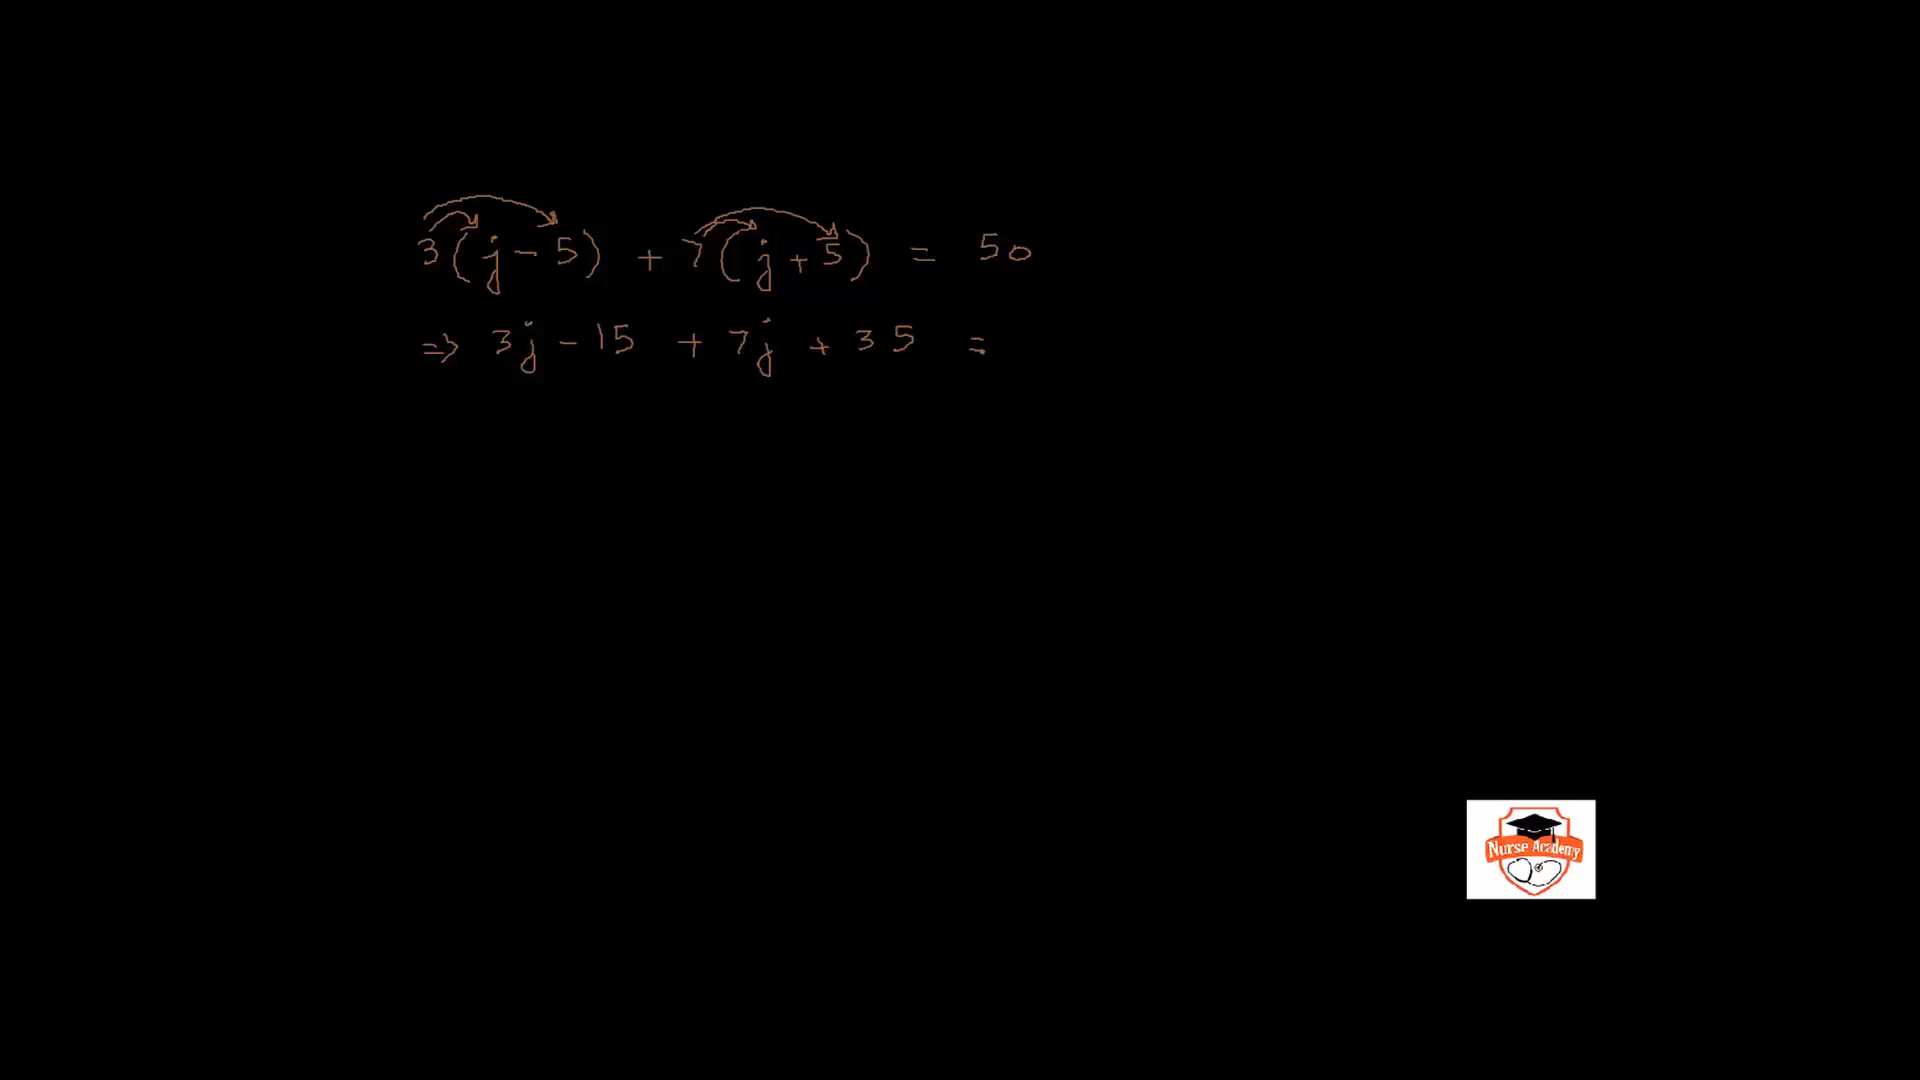 3(j-5) + 7(j+5) = 50
⇒ 3j-15 + 7j + 35 =
Nurse Academy